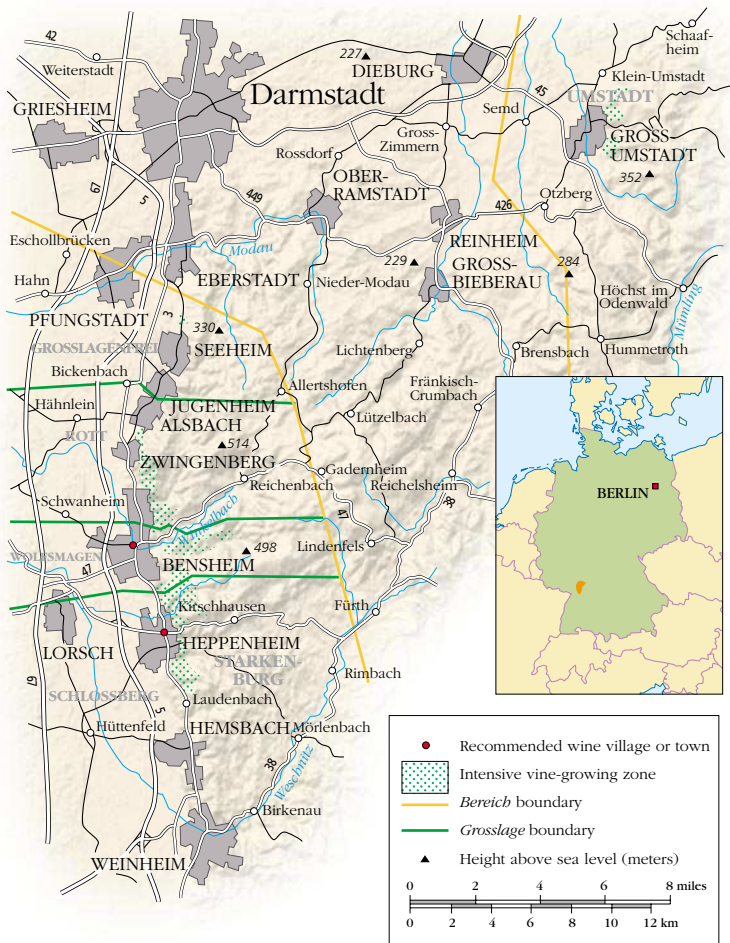 42
Weiterstadt
227
DIEBURG
Schaaf-
heim
Klein-Umstadt
45
UMSTADT
Darmstadt
GRIESHEIM
Semd
Gross-
Zimmern
GROSS-
UMSTADT
352
Rossdorf
OBER-
RAMSTADT
67
5
449
426
Otzberg
Eschollbrücken
Modau
REINHEIM
229
GROSS-
BIEBERAU
284
Hahn
EBERSTADT
Nieder-Modau
Höchst im
Odenwald
Mümling
PFUNGSTADT
3
330
SEEHEIM
GROSSLAGENFREI
Lichtenberg
Brensbach
Hummetroth
Bickenbach
Allertshofen
Fränkisch-
Crumbach
Hähnlein
JUGENHEIM
ALSBACH
Lützelbach
ROTT
514
ZWINGENBERG
Gadernheim
Reichenbach
Reichelsheim
38
Schwanheim
Winkelbach
47
Lindenfels
WOLFSMAGEN
BENSHEIM
498
47
Kirschhausen
Fürth
LORSCH
HEPPENHEIM
STARKEN-
BURG
Rimbach
67
SCHLOSSBERG
5
Laudenbach
Hüttenfeld
HEMSBACH
Mörlenbach
38
Weschnitz
Birkenau
WEINHEIM
BERLIN
Recommended wine village or town
Intensive vine-growing zone
Bereich boundary
Grosslage boundary
Height above sea level (meters)
0 2 4 6 8 miles
0 2 4 6 8 10 12 km